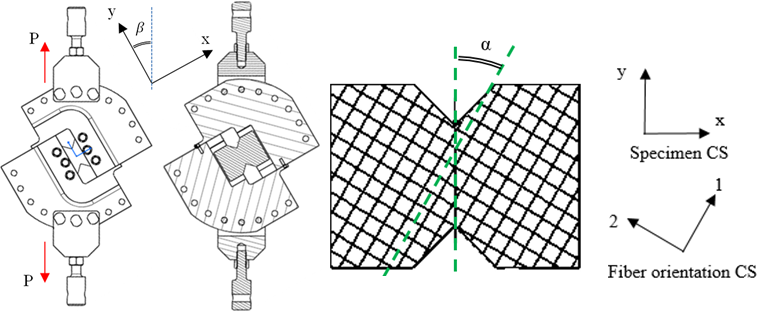 P
y
β
x
P
α
y
x
Specimen CS
1
2
Fiber orientation CS